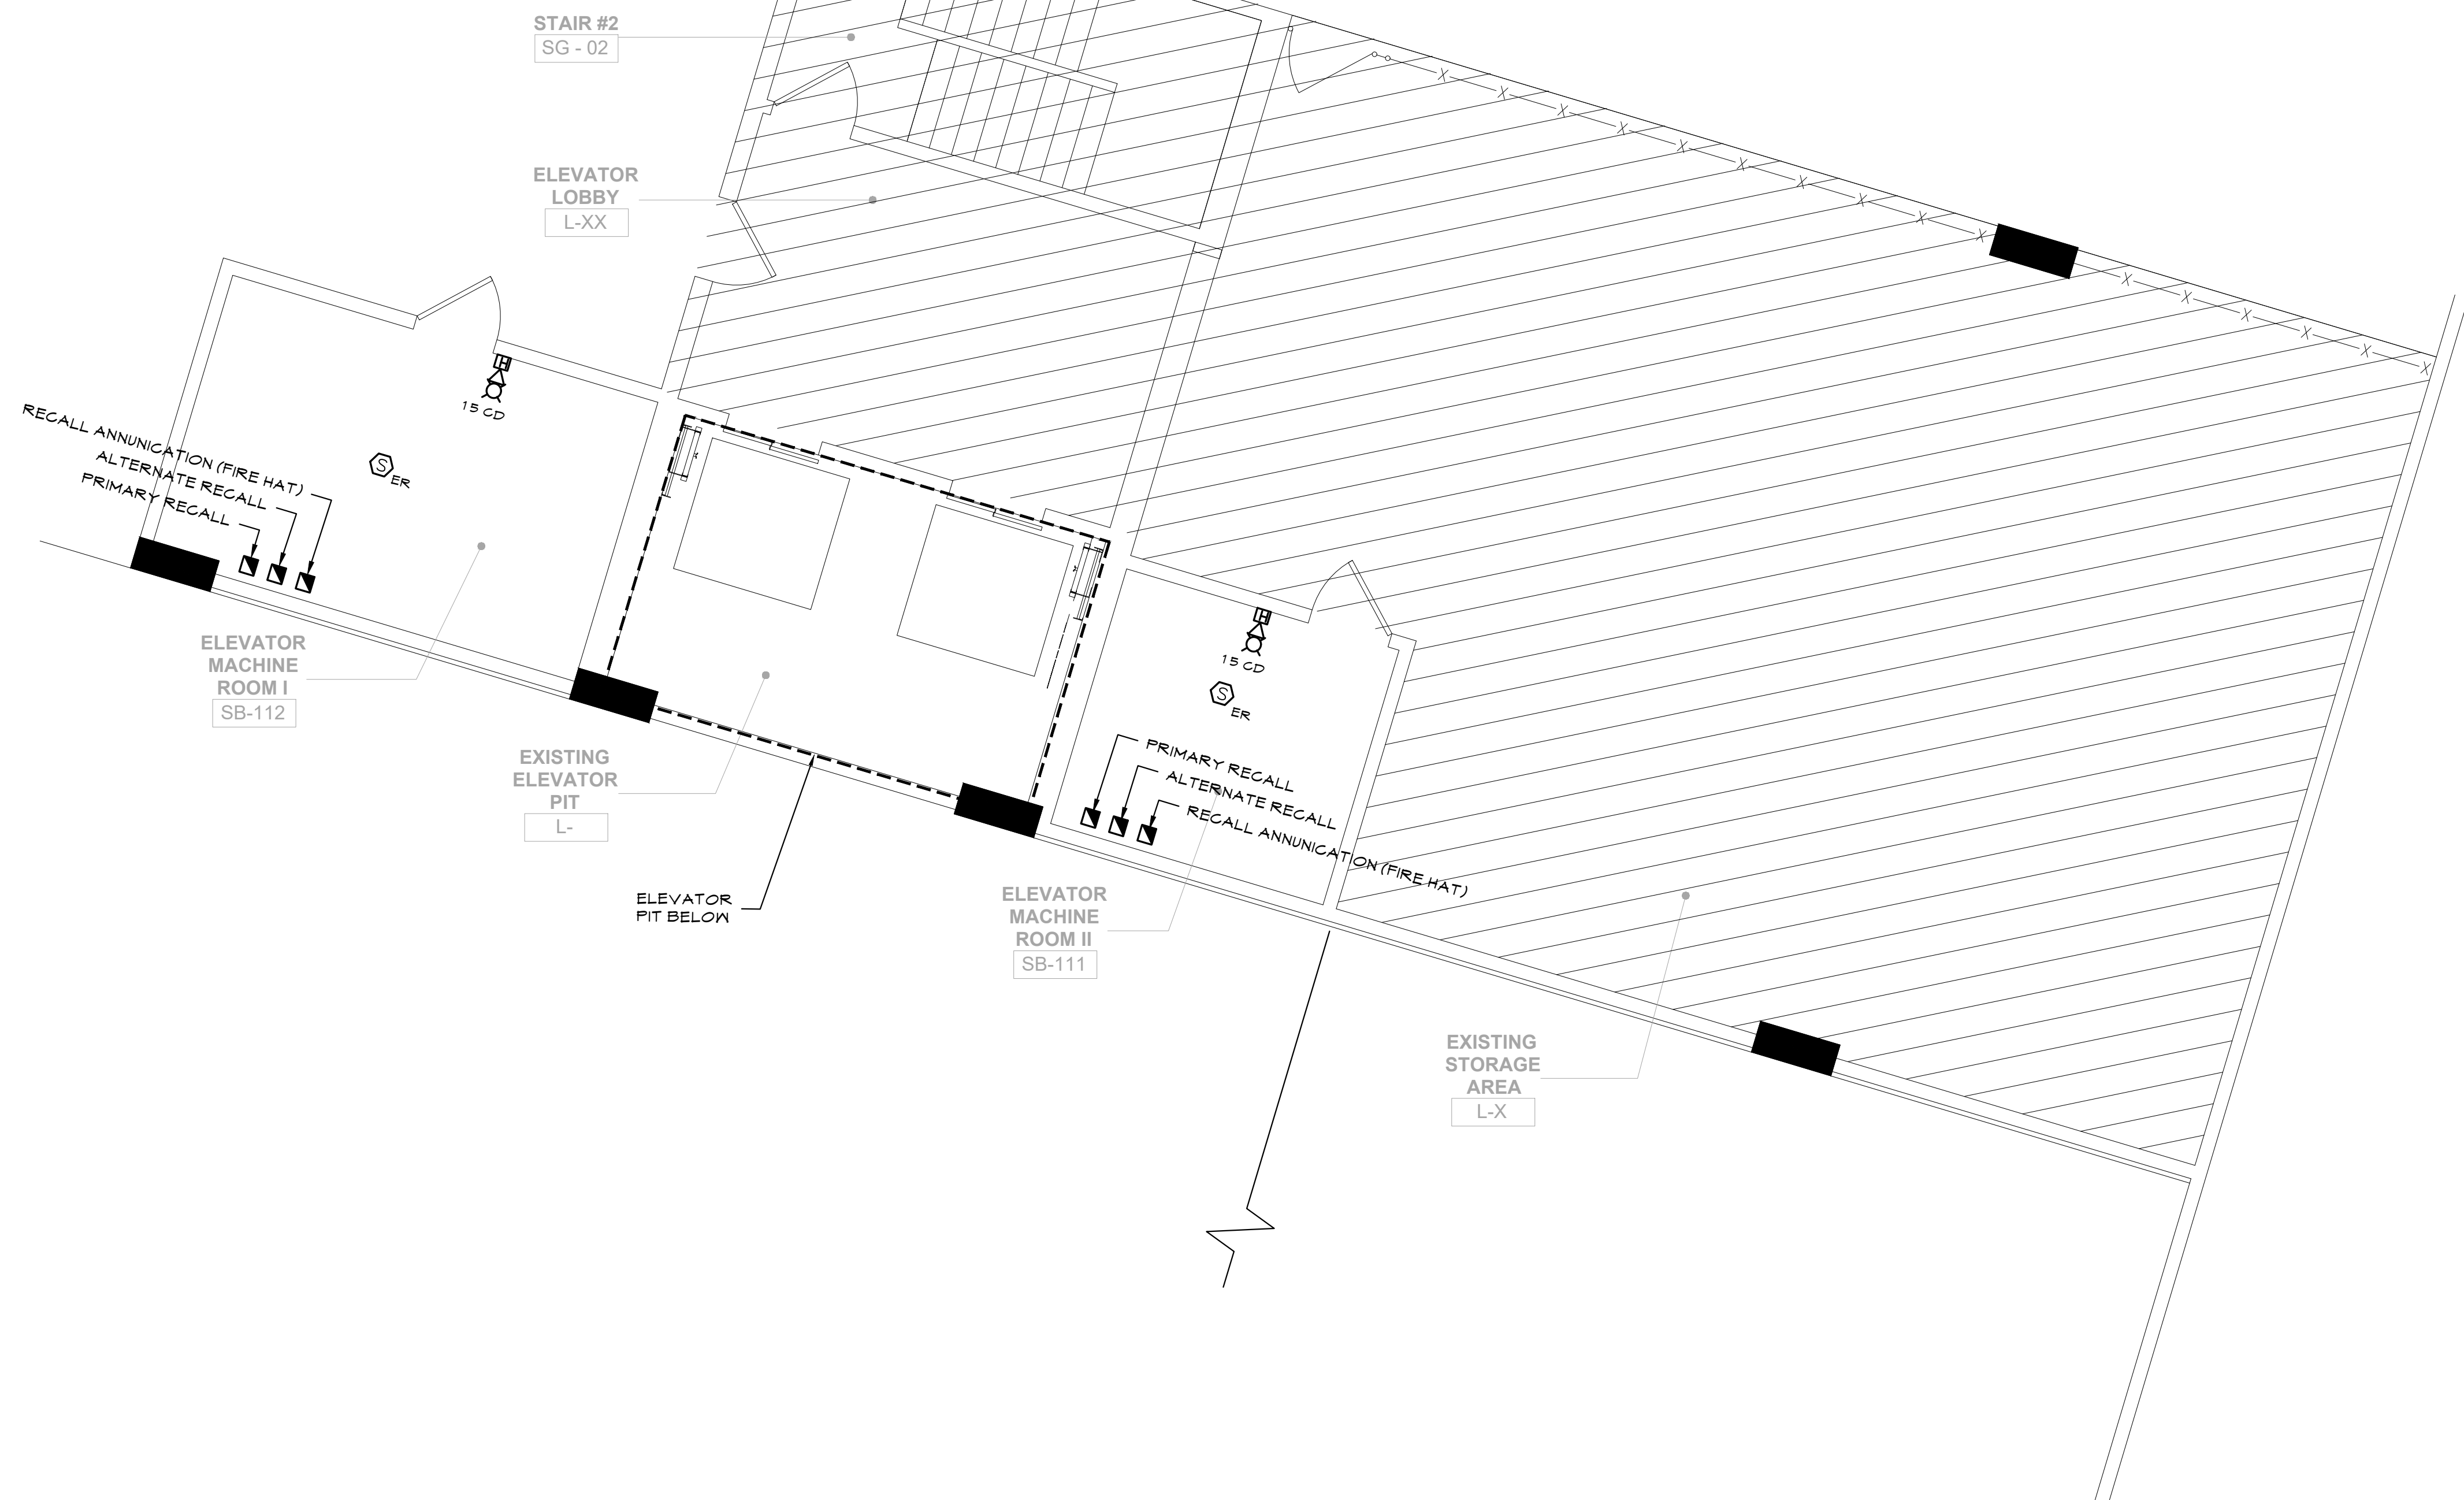 STAIR #2
SG - 02
ELEVATOR
LOBBY
L-XX
15 CD
RECALL ANNUNICATION (FIRE HAT)
ALTERNATE RECALL
PRIMARY RECALL
S
ER
ELEVATOR
MACHINE
ROOM I
SB-112
15 CD
S
ER
EXISTING
ELEVATOR
PIT
L-
PRIMARY RECALL
ALTERNATE RECALL
RECALL ANNUNICATION (FIRE HAT)
ELEVATOR
PIT BELOW
ELEVATOR
MACHINE
ROOM II
SB-111
EXISTING
STORAGE
AREA
L-X